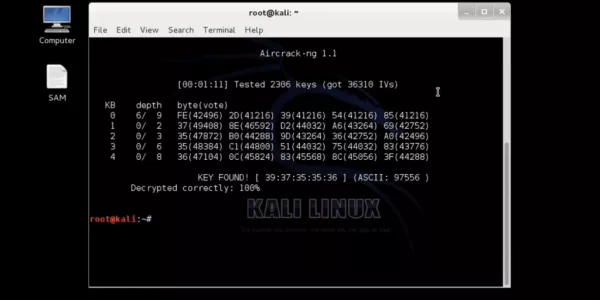 root@kali: ~
Computer
File Edit View Search Terminal Help
Aircrack-ng 1.1
[00:01:11] Tested 2306 keys (got 36310 IVs)
SAM
KB depth byte(vote)
0 6/ 9 FE(42496) 2D(41216) 39(41216) 54(41216) 85(41216)
1 0/ 2 37(49408) 8E(46592) D2(44032) A6(43264) 69(42752)
2 0/ 3 35(47872) B0(44288) 9D(43264) 36(42752) A0(42496)
3 0/ 6 35(48384) C1(44800) 51(44032) 75(44032) 83(43776)
4 0/ 8 36(47104) 0C(45824) 83(45568) 8C(45056) 3F(44288)
KEY FOUND! [ 39:37:35:35:36 ] (ASCII: 97556 )
Decrypted correctly: 100%
root@kali:~#
KALI LINUX